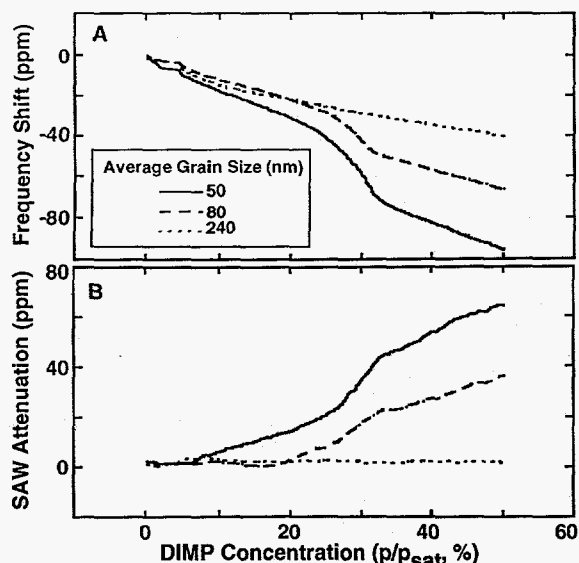 A
0
-40
-80
Frequency Shift (ppm)
Average Grain Size (nm)
50
80
240
B
80
40
0
SAW Attenuation (ppm)
0
20
40
60
DIMP Concentration (p/psat, %)